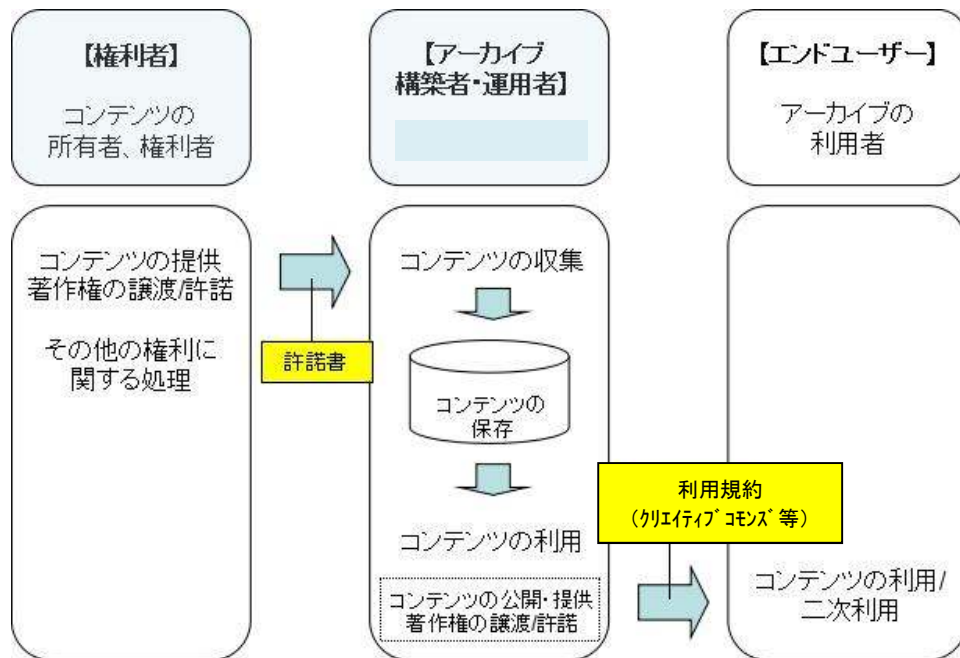 【権利者】
コンテンツの
所有者、権利者
【アーカイブ
構築者・運用者】
【エンドユーザー】
アーカイブの
利用者
コンテンツの提供
著作権の譲渡/許諾
その他の権利に
関する処理
許諾書
コンテンツの収集
コンテンツの
保存
コンテンツの利用
コンテンツの公開・提供
著作権の譲渡/許諾
利用規約
(ｸﾘｴｲﾃｨﾌﾞｺﾓﾝｽﾞ等)
コンテンツの利用/
二次利用